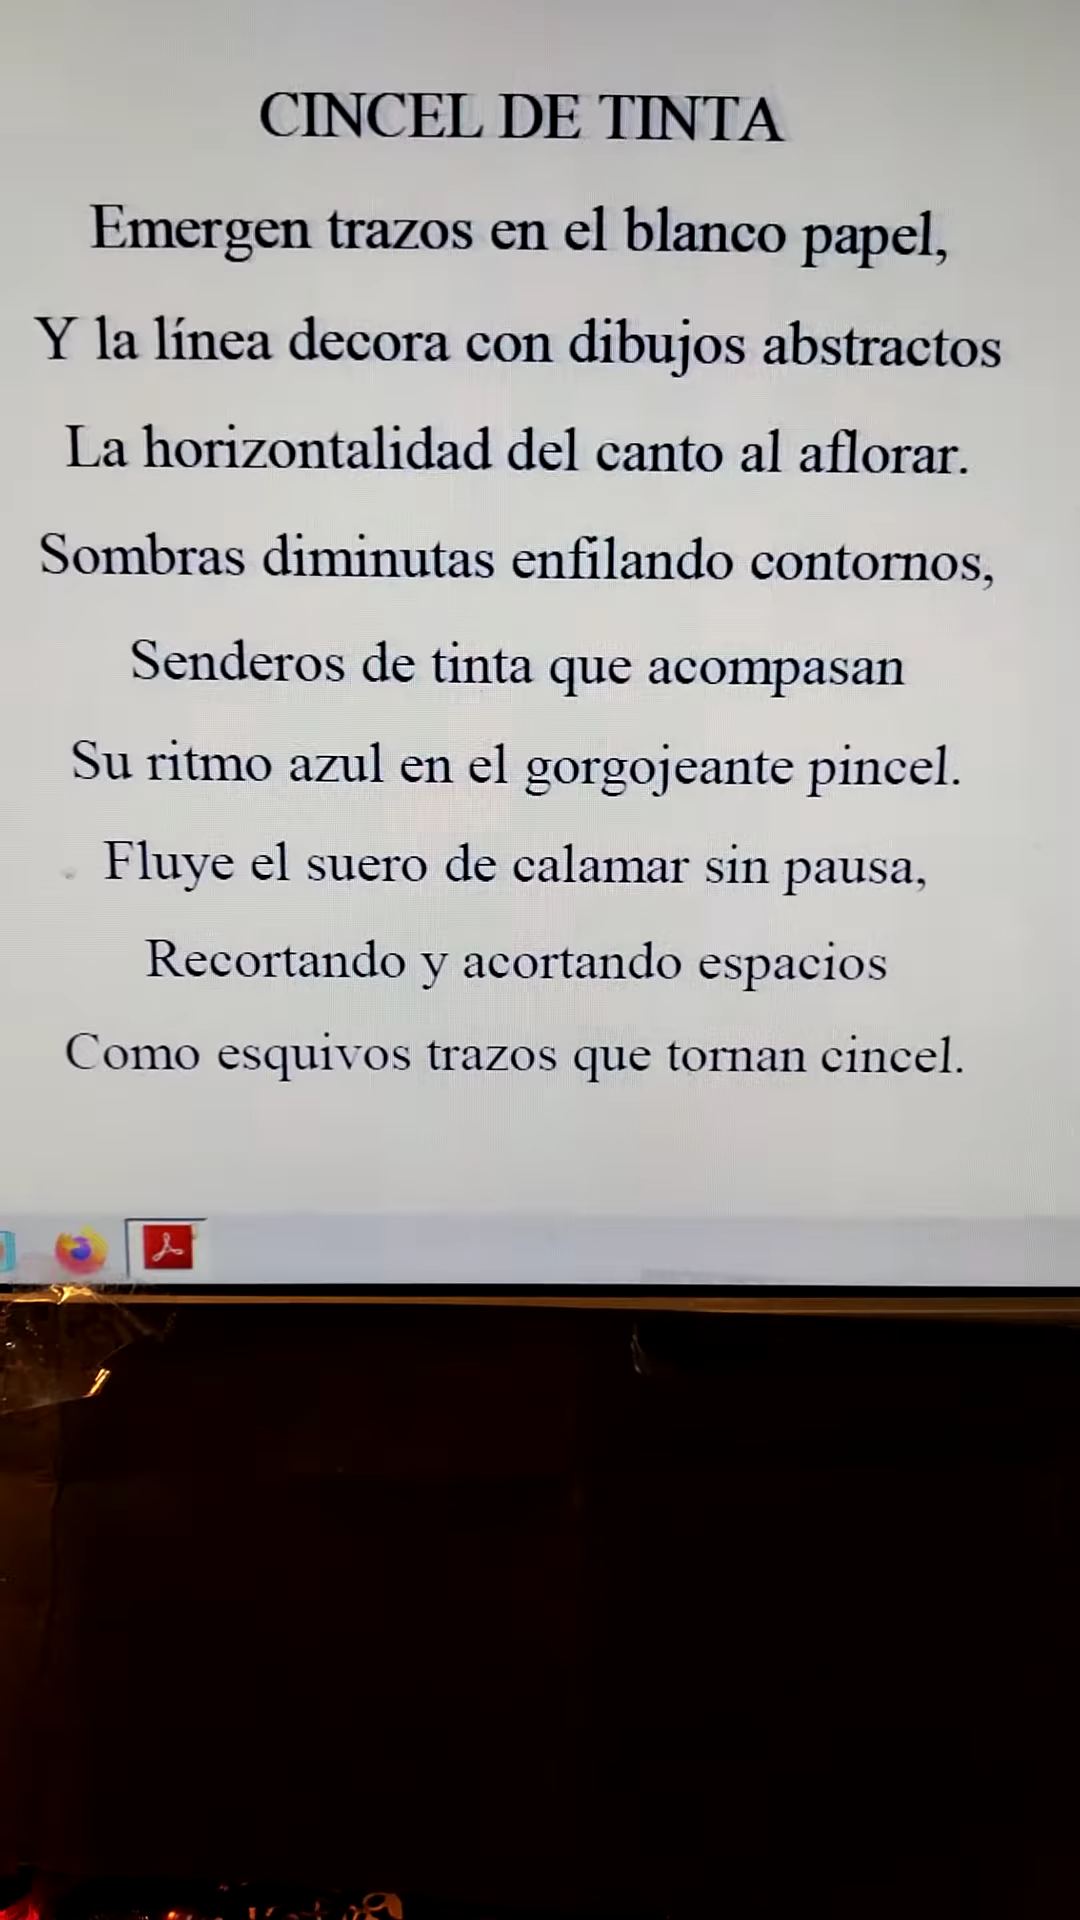 CINCEL DE TINTA
Emergen trazos en el blanco papel,
Y la línea decora con dibujos abstractos
La horizontalidad del canto al aflorar.
Sombras diminutas enfilando contornos,
Senderos de tinta que acompasan
Su ritmo azul en el gorgojeante pincel.
Fluye el suero de calamar sin pausa,
Recortando y acortando espacios
Como esquivos trazos que tornan cincel.